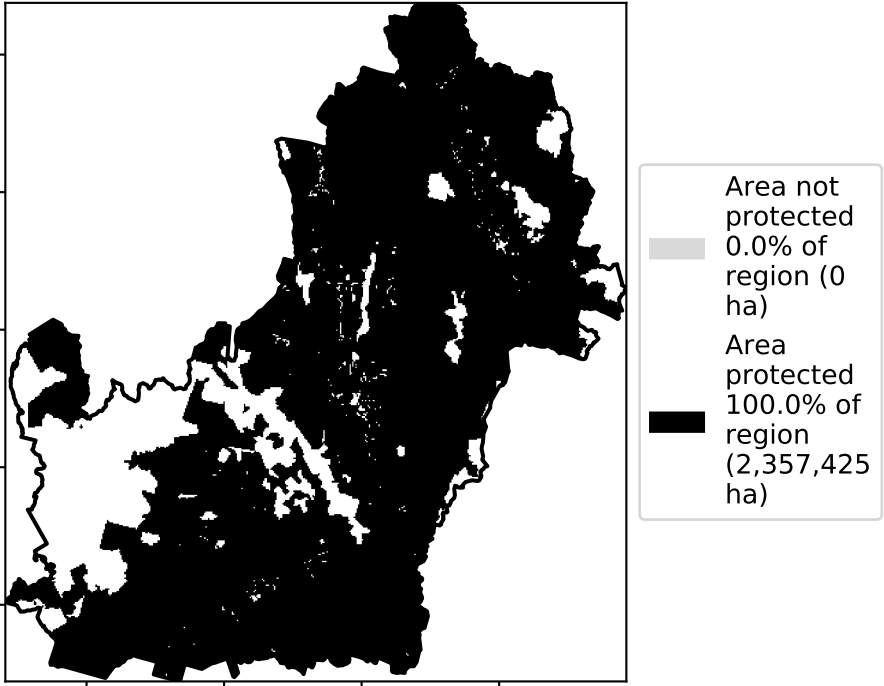 Area not
protected
0.0% of
region (0
ha)
Area
protected
100.0% of
region
(2,357,425
ha)